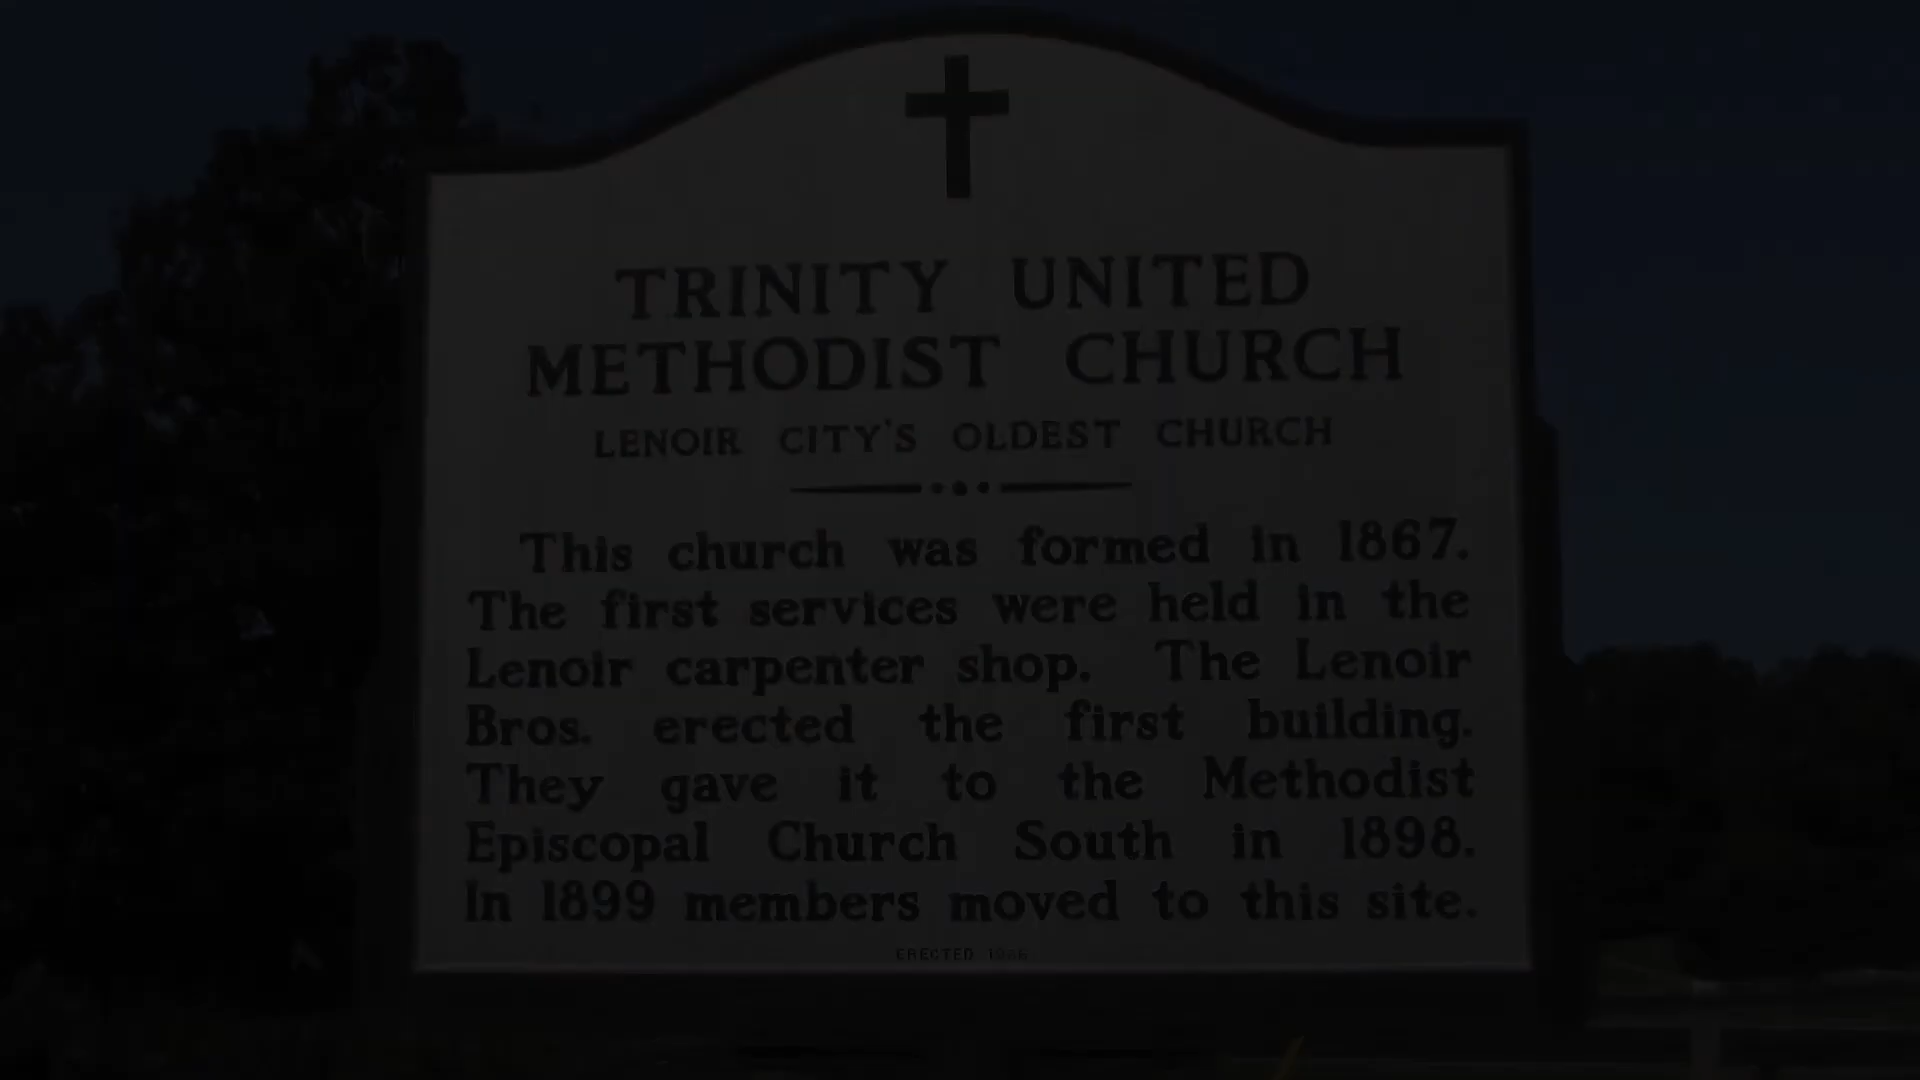 TRINITY UNITED
METHODIST CHURCH
LENOIR CITY'S OLDEST CHURCH
This church was formed in 1867.
The first services were held in the
Lenoir carpenter shop. The Lenoir
Bros. erected the first building.
They gave it to the Methodist
Episcopal Church South in 1898.
In 1899 members moved to this site.
ERECTED